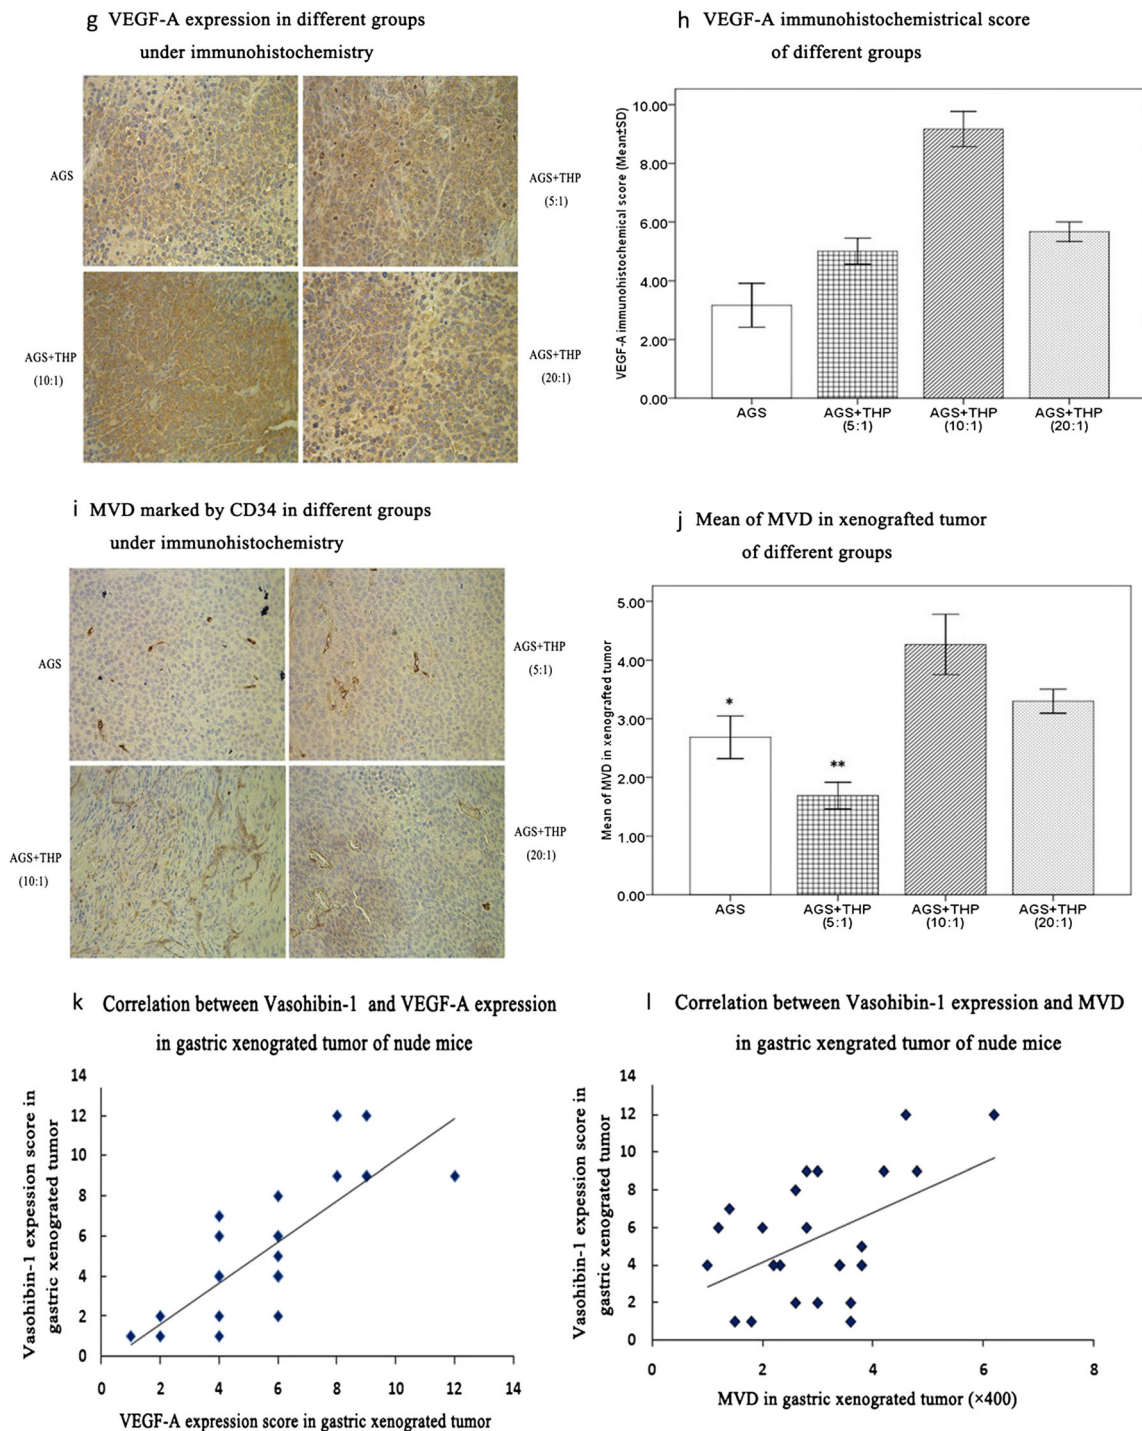 g VEGF-A expression in different groups
under immunohistochemistry
AGS
AGS+THP
(5:1)
AGS+THP
(10:1)
AGS+THP
(20:1)
h VEGF-A immunohistochemistrical score
of different groups
VEGF-A immunohistochemical score (Mean±SD)
10.00
8.00
6.00
4.00
2.00
0.00
AGS
AGS+THP
(5:1)
AGS+THP
(10:1)
AGS+THP
(20:1)
i MVD marked by CD34 in different groups
under immunohistochemistry
AGS
AGS+THP
(5:1)
AGS+THP
(10:1)
AGS+THP
(20:1)
j Mean of MVD in xenografted tumor
of different groups
Mean of MVD in xenografted tumor
5.00
4.00
3.00
2.00
1.00
0.00
*
**
AGS
AGS+THP
(5:1)
AGS+THP
(10:1)
AGS+THP
(20:1)
k Correlation between Vasohibin-1 and VEGF-A expression
in gastric xenograted tumor of nude mice
Vasohibin-1 expession score in
gastric xenograted tumor
14
12
10
8
6
4
2
0
0 2 4 6 8 10 12 14
VEGF-A expression score in gastric xenograted tumor
l Correlation between Vasohibin-1 expression and MVD
in gastric xengrated tumor of nude mice
Vasohibin-1 expession score in
gastric xenograted tumor
14
12
10
8
6
4
2
0
0 2 4 6 8
MVD in gastric xenograted tumor (×400)